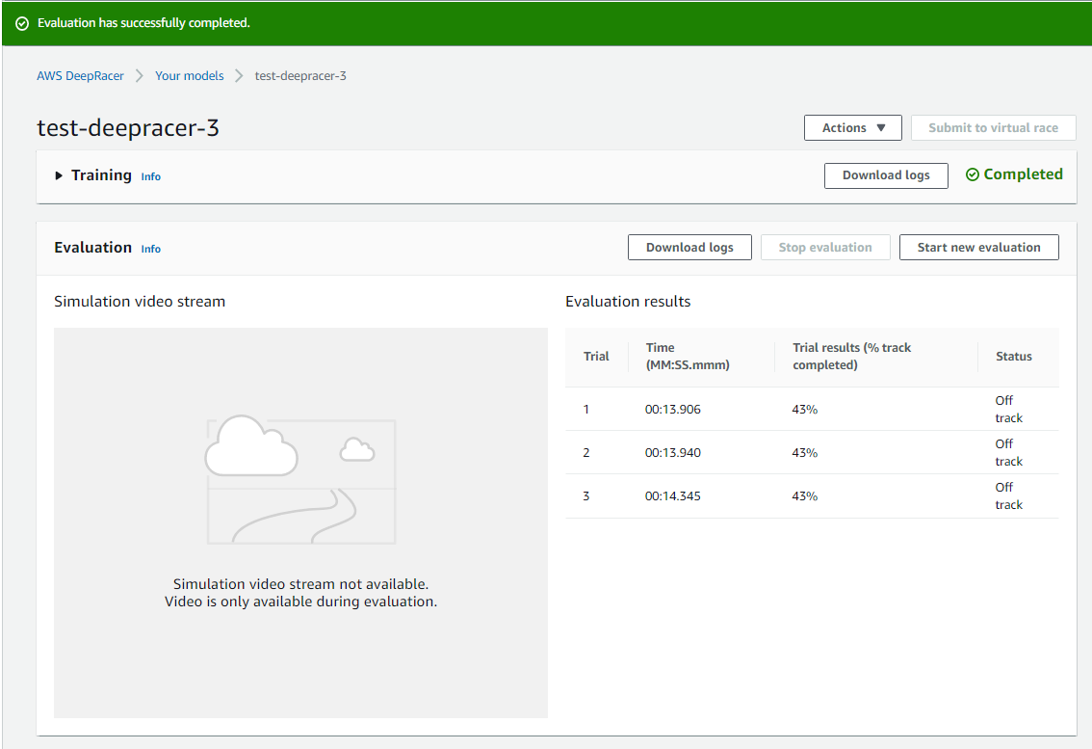 Evaluation has successfully completed.
AWS DeepRacer
Your models
test-deepracer-3
test-deepracer-3
Actions
Submit to virtual race
Training Info
Download logs
Completed
Evaluation Info
Download logs
Stop evaluation
Start new evaluation
Simulation video stream
Simulation video stream not available.
Video is only available during evaluation.
Evaluation results
Trial
Time
(MM:SS.mmm)
Trial results (% track
completed)
Status
1
00:13.906
43%
Off
track
2
00:13.940
43%
Off
track
3
00:14.345
43%
Off
track